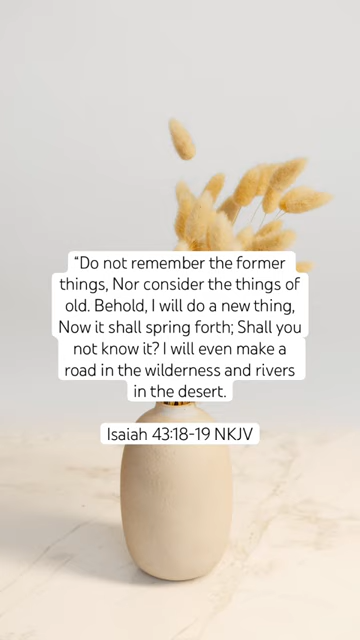 “Do not remember the former
things, Nor consider the things of
old. Behold, I will do a new thing,
Now it shall spring forth; Shall you
not know it? I will even make a
road in the wilderness and rivers
in the desert.
Isaiah 43:18-19 NKJV